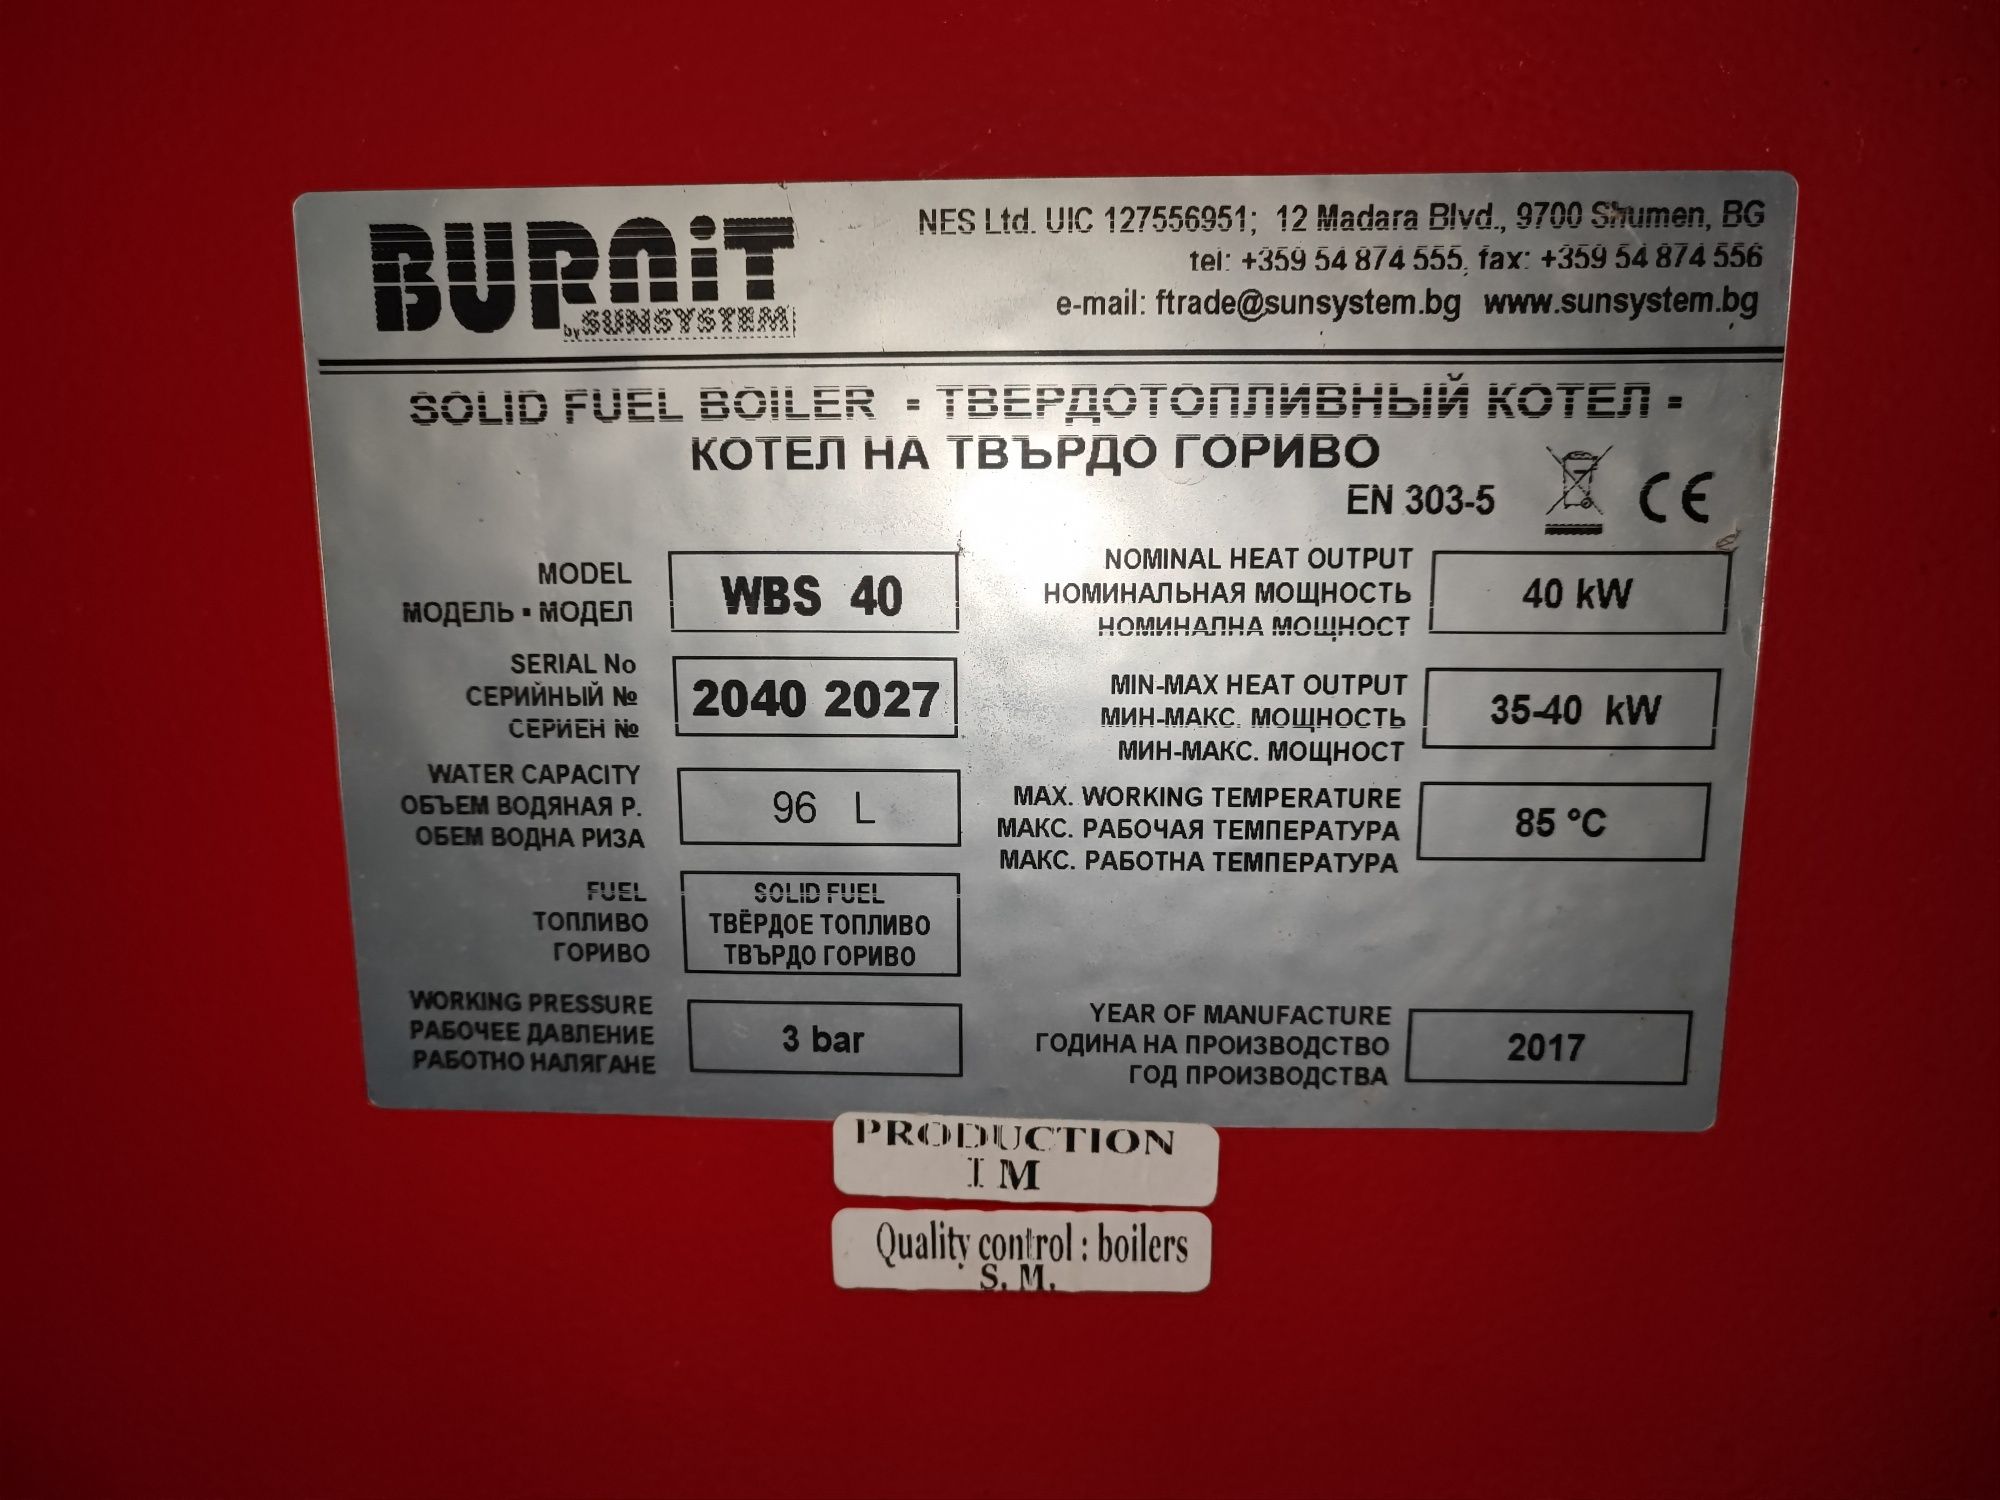 BURNiT
by SUNSYSTEM
NES Ltd. UIC 127556951; 12 Madara Blvd., 9700 Shumen, BG
tel: +359 54 874 555, fax: +359 54 874 556
e-mail: ftrade@sunsystem.bg www.sunsystem.bg
SOLID FUEL BOILER ▪ ТВЕРДОТОПЛИВНЫЙ КОТЕЛ ▪
КОТЕЛ НА ТВЪРДО ГОРИВО
EN 303-5
CE
MODEL
МОДЕЛЬ ▪ МОДЕЛ
WBS 40
SERIAL No
СЕРИЙНЫЙ №
СЕРИЕН №
2040 2027
WATER CAPACITY
ОБЪЕМ ВОДЯНАЯ Р.
ОБЕМ ВОДНА РИЗА
96 L
FUEL
ТОПЛИВО
ГОРИВО
SOLID FUEL
ТВЁРДОЕ ТОПЛИВО
ТВЪРДО ГОРИВО
WORKING PRESSURE
РАБОЧЕЕ ДАВЛЕНИЕ
РАБОТНО НАЛЯГАНЕ
3 bar
NOMINAL HEAT OUTPUT
НОМИНАЛЬНАЯ МОЩНОСТЬ
НОМИНАЛНА МОЩНОСТ
40 kW
MIN-MAX HEAT OUTPUT
МИН-МАКС. МОЩНОСТЬ
МИН-МАКС. МОЩНОСТ
35-40 kW
MAX. WORKING TEMPERATURE
МАКС. РАБОЧАЯ ТЕМПЕРАТУРА
МАКС. РАБОТНА ТЕМПЕРАТУРА
85 °C
YEAR OF MANUFACTURE
ГОДИНА НА ПРОИЗВОДСТВО
ГОД ПРОИЗВОДСТВА
2017
PRODUCTION
I M
Quality control : boilers
S. M.